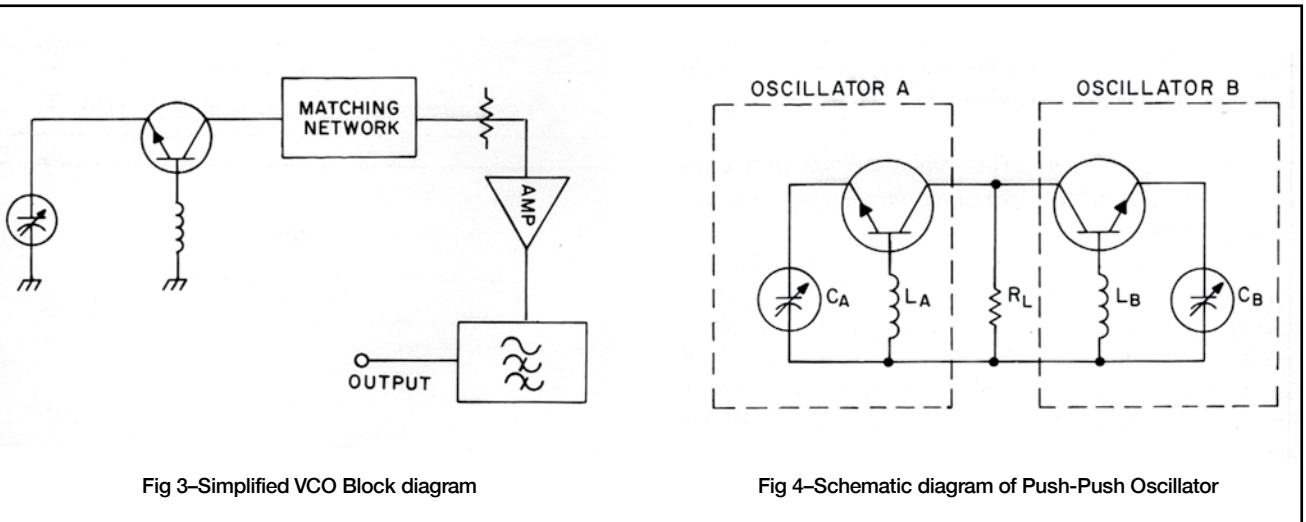 MATCHING
NETWORK
AMP
OUTPUT
Fig 3–Simplified VCO Block diagram
OSCILLATOR A
OSCILLATOR B
CA
LA
RL
LB
CB
Fig 4–Schematic diagram of Push-Push Oscillator